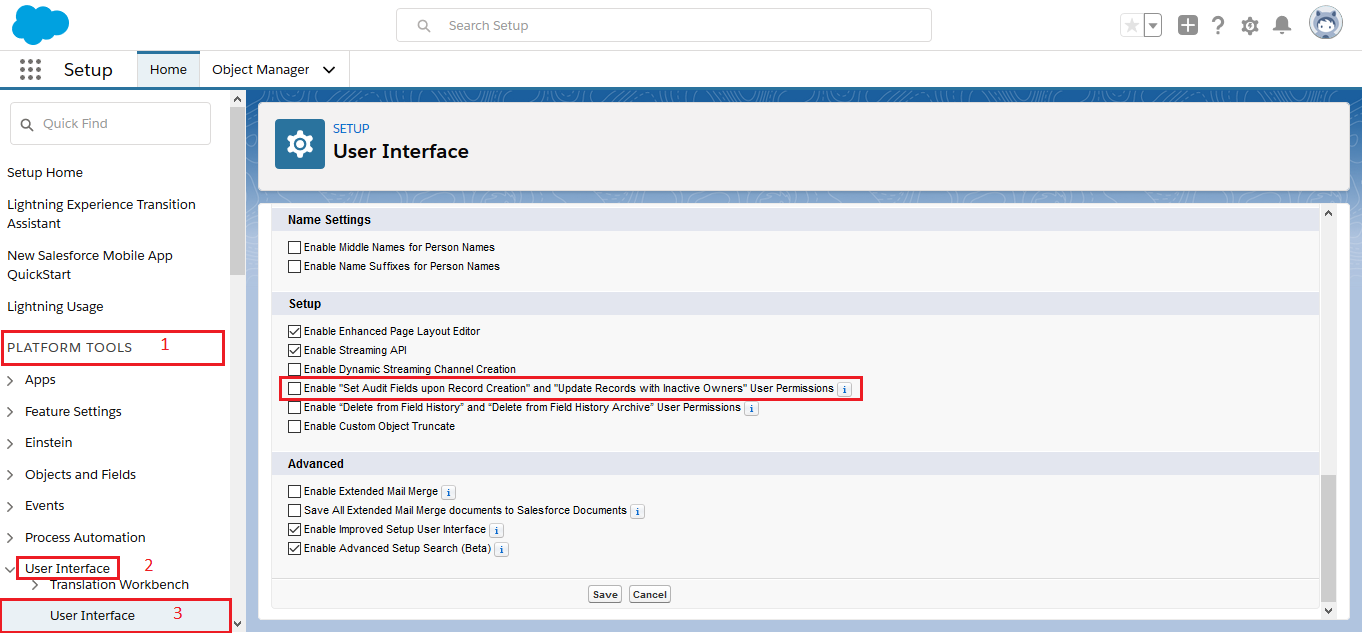 Search Setup
Setup
Home
Object Manager
Quick Find
Setup Home
Lightning Experience Transition
Assistant
New Salesforce Mobile App
QuickStart
Lightning Usage
PLATFORM TOOLS 1
Apps
Feature Settings
Einstein
Objects and Fields
Events
Process Automation
User Interface 2
Translation Workbench
User Interface 3
SETUP
User Interface
Name Settings
Enable Middle Names for Person Names
Enable Name Suffixes for Person Names
Setup
Enable Enhanced Page Layout Editor
Enable Streaming API
Enable Dynamic Streaming Channel Creation
Enable "Set Audit Fields upon Record Creation" and "Update Records with Inactive Owners" User Permissions i
Enable “Delete from Field History” and “Delete from Field History Archive” User Permissions i
Enable Custom Object Truncate
Advanced
Enable Extended Mail Merge i
Save All Extended Mail Merge documents to Salesforce Documents i
Enable Improved Setup User Interface i
Enable Advanced Setup Search (Beta) i
Save Cancel